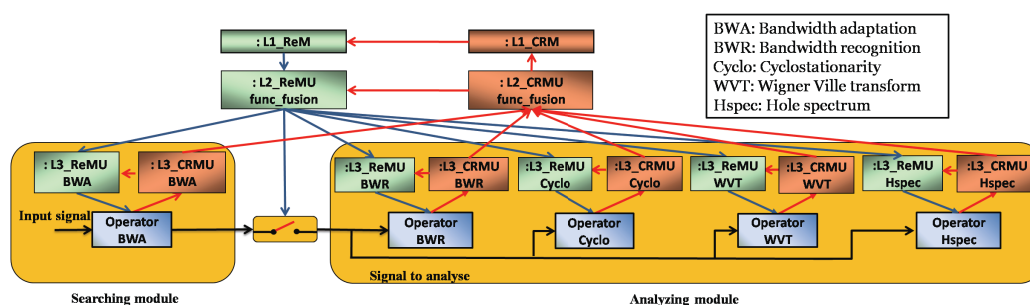 : L1_ReM
: L1_CRM
BWA: Bandwidth adaptation
BWR: Bandwidth recognition
Cyclo: Cyclostationarity
WVT: Wigner Ville transform
Hspec: Hole spectrum
: L2_ReMU
func_fusion
: L2_CRMU
func_fusion
:L3_ReMU
BWA
:L3_CRMU
BWA
:L3_ReMU
BWR
:L3_CRMU
BWR
:L3_ReMU
Cyclo
:L3_CRMU
Cyclo
:L3_ReMU
WVT
:L3_CRMU
WVT
:L3_ReMU
Hspec
:L3_CRMU
Hspec
Input signal
Operator
BWA
Operator
BWR
Operator
Cyclo
Operator
WVT
Operator
Hspec
Signal to analyse
Searching module
Analyzing module